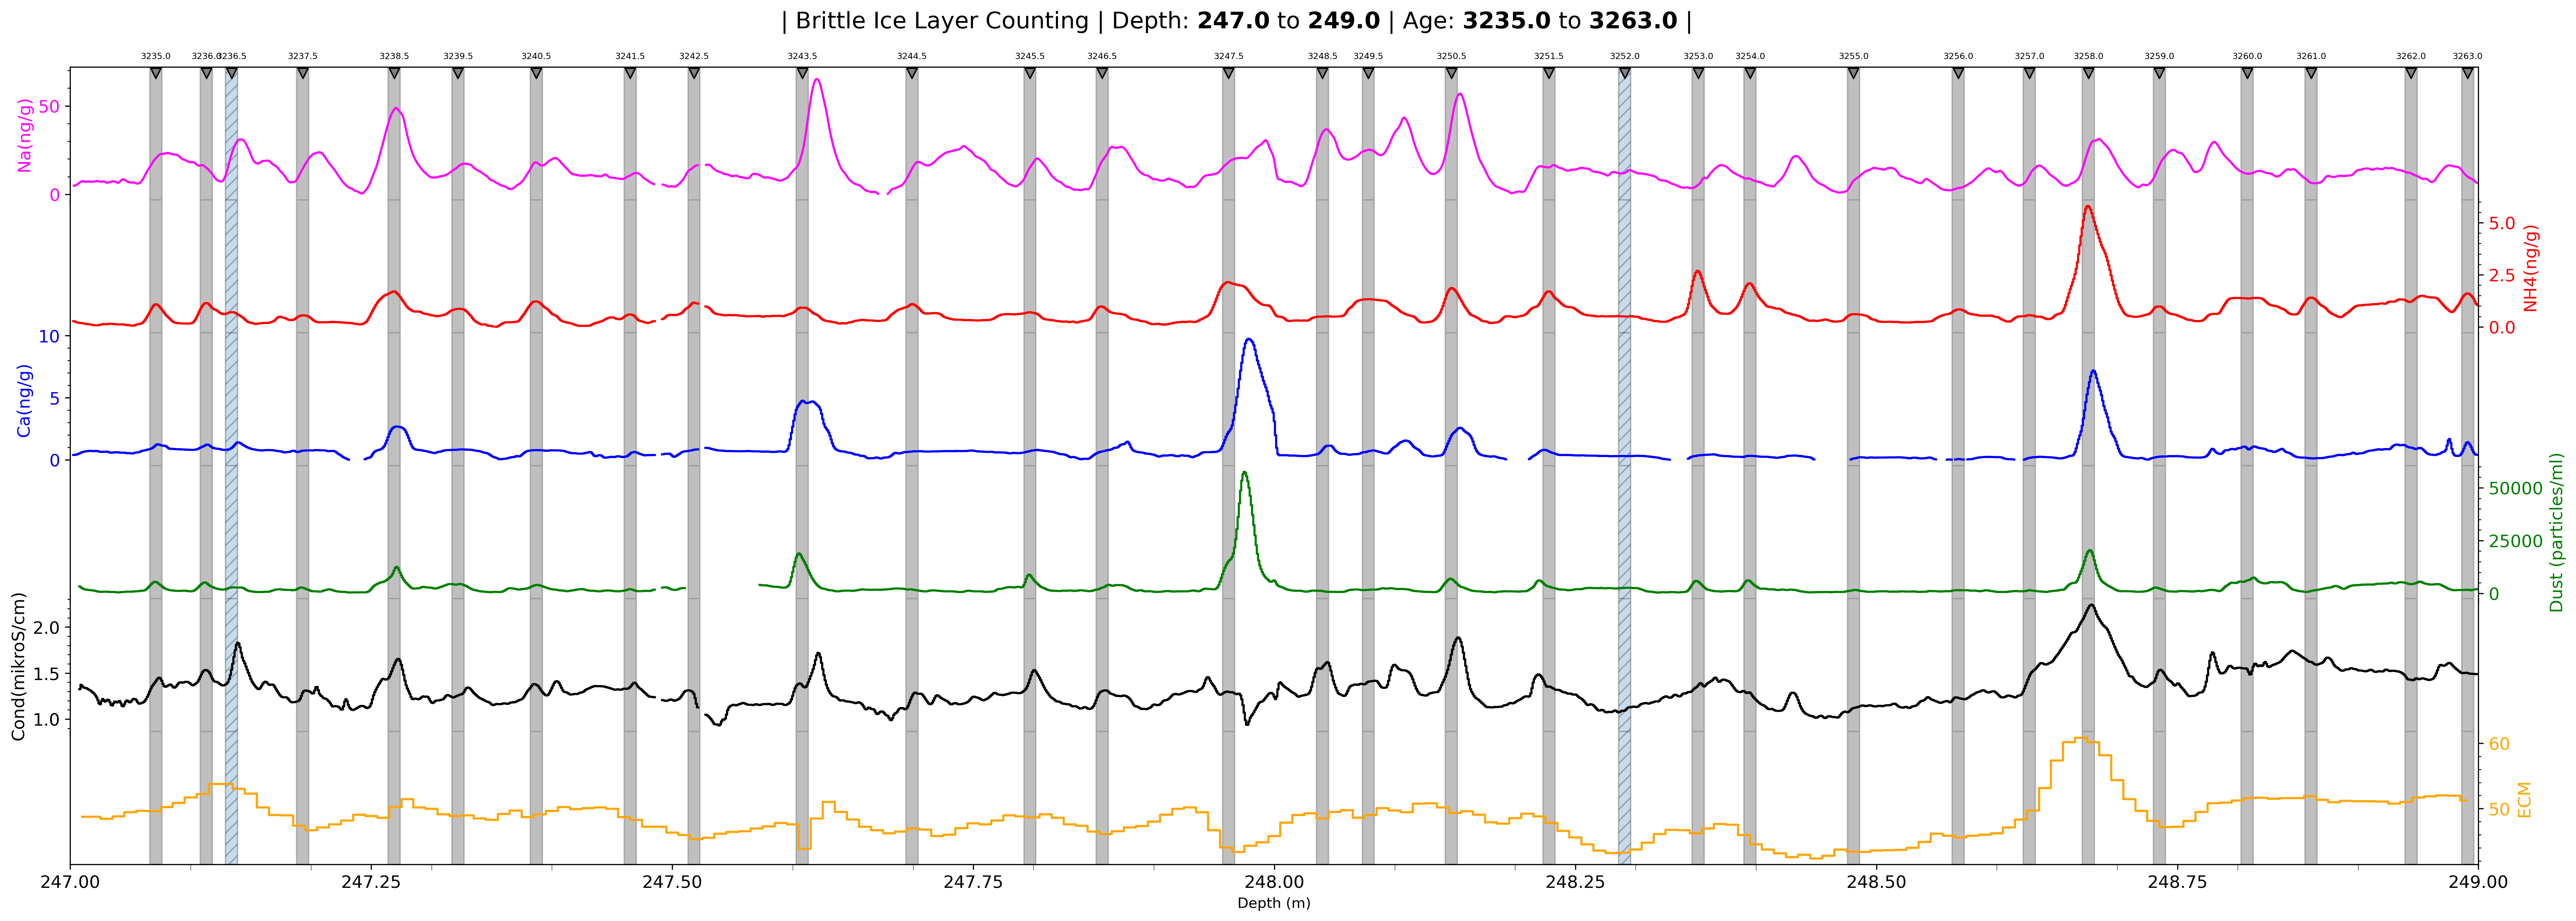 | Brittle Ice Layer Counting | Depth: 247.0 to 249.0 | Age: 3235.0 to 3263.0 |
3235.0 3236.0 3236.5 3237.5 3238.5 3239.5 3240.5 3241.5 3242.5 3243.5 3244.5 3245.5 3246.5 3247.5 3248.5 3249.5 3250.5 3251.5 3252.0 3253.0 3254.0 3255.0 3256.0 3257.0 3258.0 3259.0 3260.0 3261.0 3262.0 3263.0
Na(ng/g)
50
0
NH4(ng/g)
5.0
2.5
0.0
Ca(ng/g)
10
5
0
Dust (particles/ml)
50000
25000
0
Cond(mikroS/cm)
2.0
1.5
1.0
ECM
60
50
247.00 247.25 247.50 247.75 248.00 248.25 248.50 248.75 249.00
Depth (m)